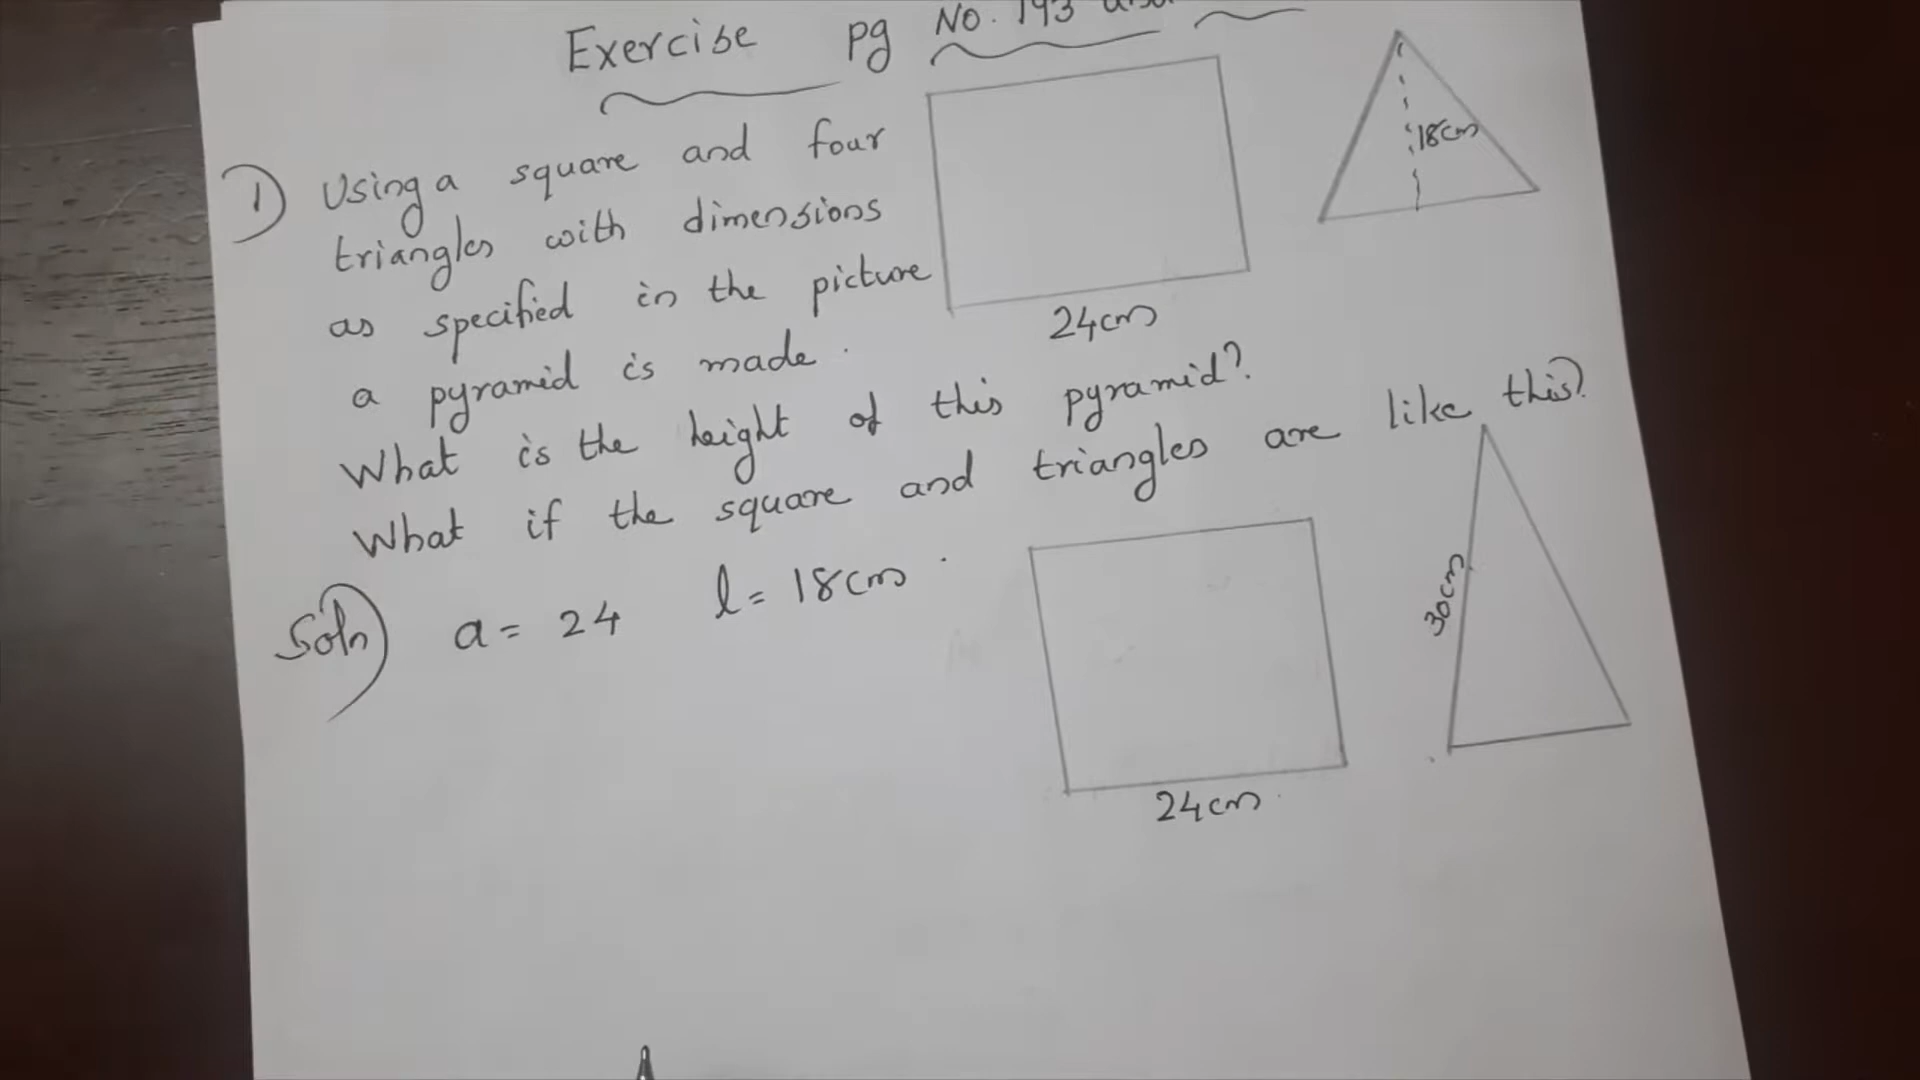 Exercise pg No. 193
1) Using a square and four
triangles with dimensions
as specified in the picture
a pyramid is made.
What is the height of this pyramid?
What if the square and triangles are like this?
18cm
24cm
Soln) a = 24 l = 18cm
30cm
24cm